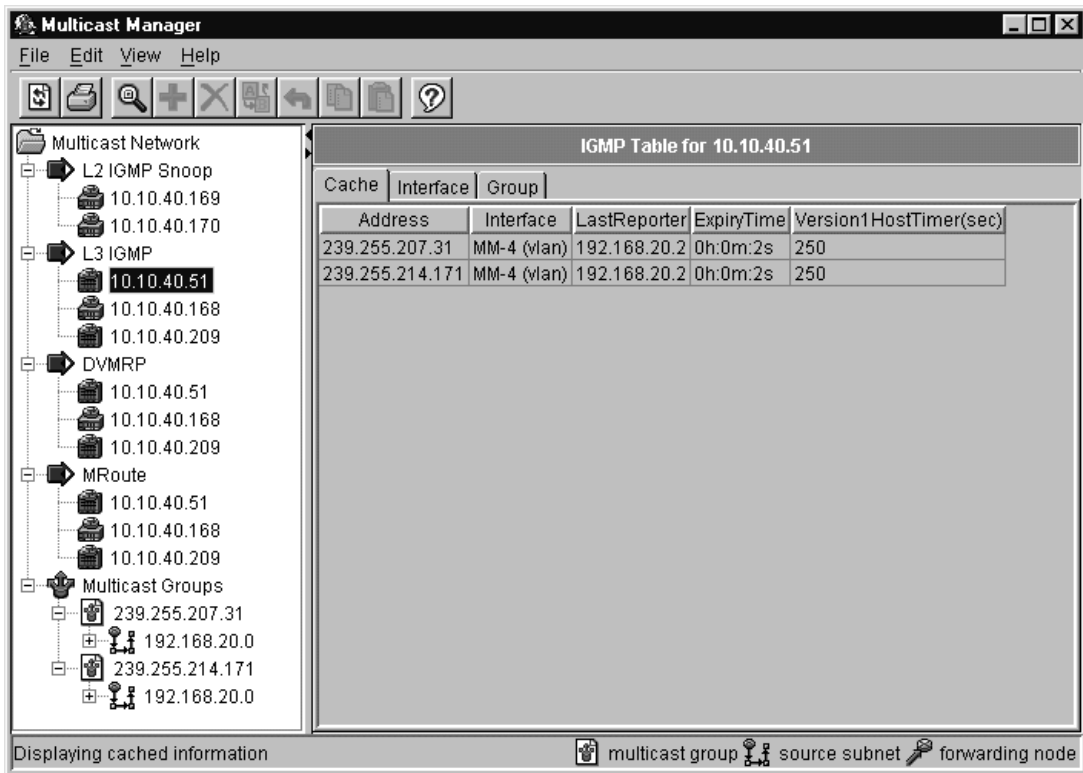 Multicast Manager
File Edit View Help
Multicast Network
L2 IGMP Snoop
10.10.40.169
10.10.40.170
L3 IGMP
10.10.40.51
10.10.40.168
10.10.40.209
DVMRP
10.10.40.51
10.10.40.168
10.10.40.209
MRoute
10.10.40.51
10.10.40.168
10.10.40.209
Multicast Groups
239.255.207.31
192.168.20.0
239.255.214.171
192.168.20.0
IGMP Table for 10.10.40.51
Cache Interface Group
Address Interface LastReporter ExpiryTime Version1HostTimer(sec)
239.255.207.31 MM-4 (vlan) 192.168.20.2 0h:0m:2s 250
239.255.214.171 MM-4 (vlan) 192.168.20.2 0h:0m:2s 250
Displaying cached information multicast group source subnet forwarding node